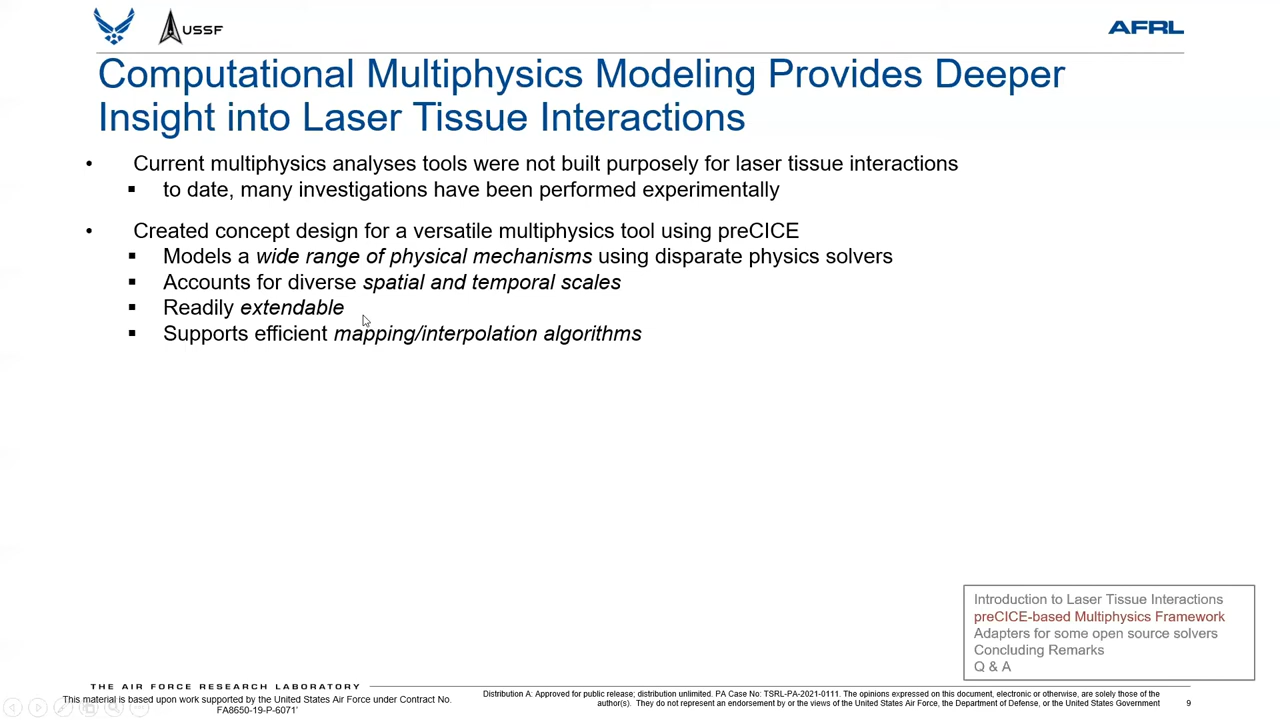 USSF
AFRL
Computational Multiphysics Modeling Provides Deeper
Insight into Laser Tissue Interactions
• Current multiphysics analyses tools were not built purposely for laser tissue interactions
▪ to date, many investigations have been performed experimentally
• Created concept design for a versatile multiphysics tool using preCICE
▪ Models a wide range of physical mechanisms using disparate physics solvers
▪ Accounts for diverse spatial and temporal scales
▪ Readily extendable
▪ Supports efficient mapping/interpolation algorithms
Introduction to Laser Tissue Interactions
preCICE-based Multiphysics Framework
Adapters for some open source solvers
Concluding Remarks
Q & A
THE AIR FORCE RESEARCH LABORATORY
This material is based upon work supported by the United States Air Force under Contract No.
FA8650-19-P-6071'
Distribution A: Approved for public release; distribution unlimited. PA Case No: TSRL-PA-2021-0111. The opinions expressed on this document, electronic or otherwise, are solely those of the
author(s). They do not represent an endorsement by or the views of the United States Air Force, the Department of Defense, or the United States Government
9